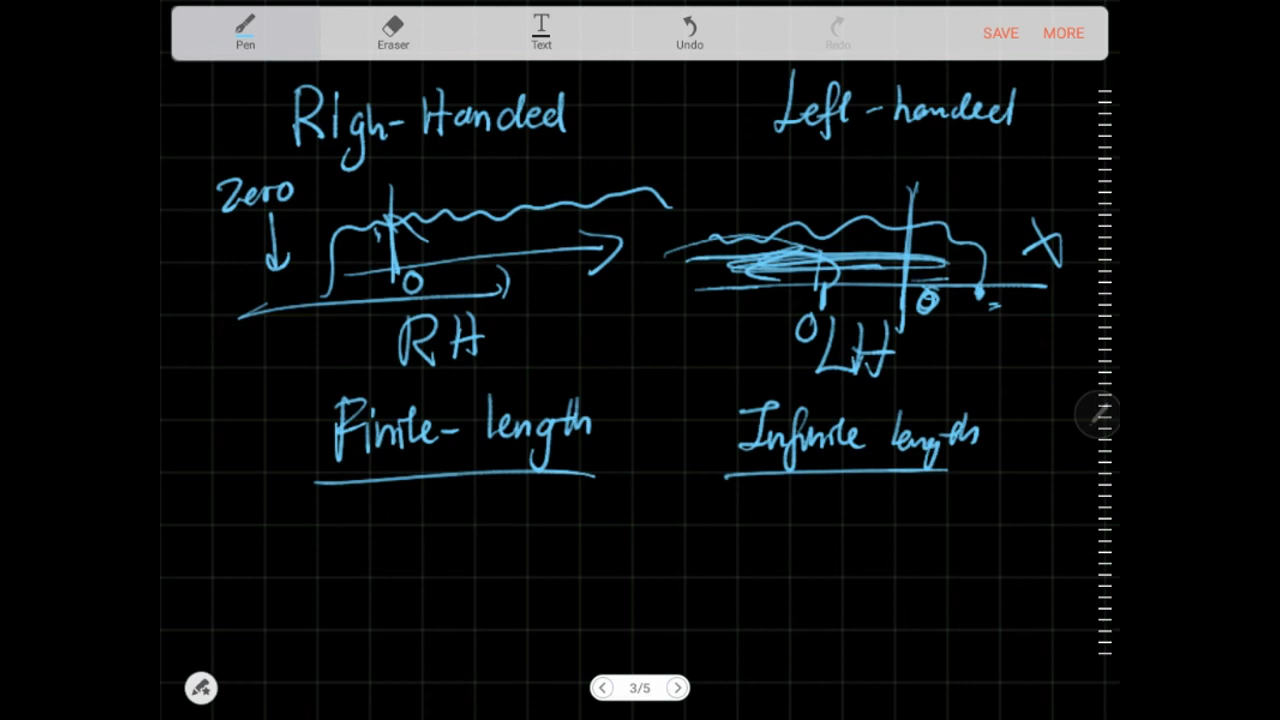 Pen
Eraser
Text
Undo
Redo
SAVE
MORE
RIgh-Handed
Left-handed
Zero
0
0
RH
0
LH
Finite-length
Infinite length
3/5